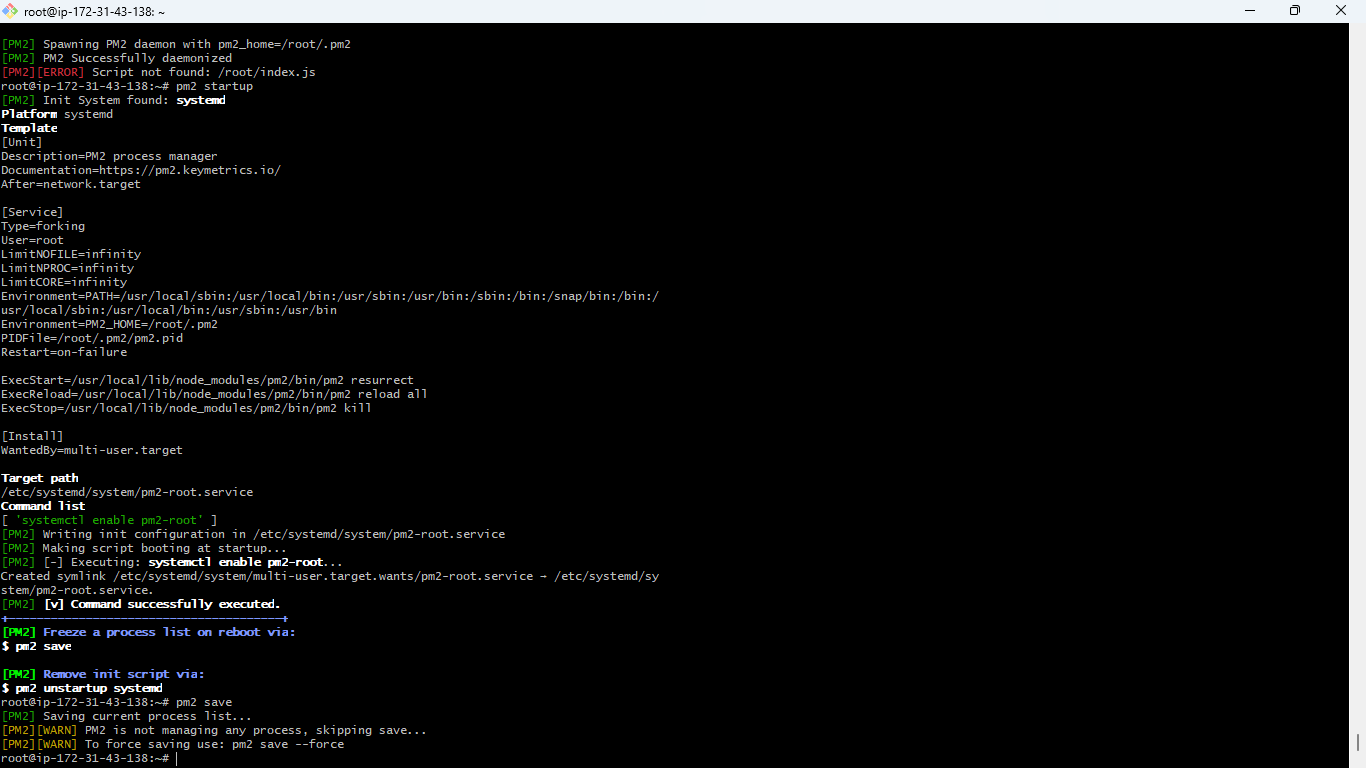 root@ip-172-31-43-138: ~
[PM2] Spawning PM2 daemon with pm2_home=/root/.pm2
[PM2] PM2 Successfully daemonized
[PM2][ERROR] Script not found: /root/index.js
root@ip-172-31-43-138:~# pm2 startup
[PM2] Init System found: systemd
Platform systemd
Template
[Unit]
Description=PM2 process manager
Documentation=https://pm2.keymetrics.io/
After=network.target
[Service]
Type=forking
User=root
LimitNOFILE=infinity
LimitNPROC=infinity
LimitCORE=infinity
Environment=PATH=/usr/local/sbin:/usr/local/bin:/usr/sbin:/usr/bin:/sbin:/bin:/snap/bin:/bin:/
usr/local/sbin:/usr/local/bin:/usr/sbin:/usr/bin
Environment=PM2_HOME=/root/.pm2
PIDFile=/root/.pm2/pm2.pid
Restart=on-failure
ExecStart=/usr/local/lib/node_modules/pm2/bin/pm2 resurrect
ExecReload=/usr/local/lib/node_modules/pm2/bin/pm2 reload all
ExecStop=/usr/local/lib/node_modules/pm2/bin/pm2 kill
[Install]
WantedBy=multi-user.target
Target path
/etc/systemd/system/pm2-root.service
Command list
[ 'systemctl enable pm2-root' ]
[PM2] Writing init configuration in /etc/systemd/system/pm2-root.service
[PM2] Making script booting at startup...
[PM2] [-] Executing: systemctl enable pm2-root...
Created symlink /etc/systemd/system/multi-user.target.wants/pm2-root.service → /etc/systemd/sy
stem/pm2-root.service.
[PM2] [v] Command successfully executed.
+---------------------------------------+
[PM2] Freeze a process list on reboot via:
$ pm2 save
[PM2] Remove init script via:
$ pm2 unstartup systemd
root@ip-172-31-43-138:~# pm2 save
[PM2] Saving current process list...
[PM2][WARN] PM2 is not managing any process, skipping save...
[PM2][WARN] To force saving use: pm2 save --force
root@ip-172-31-43-138:~#